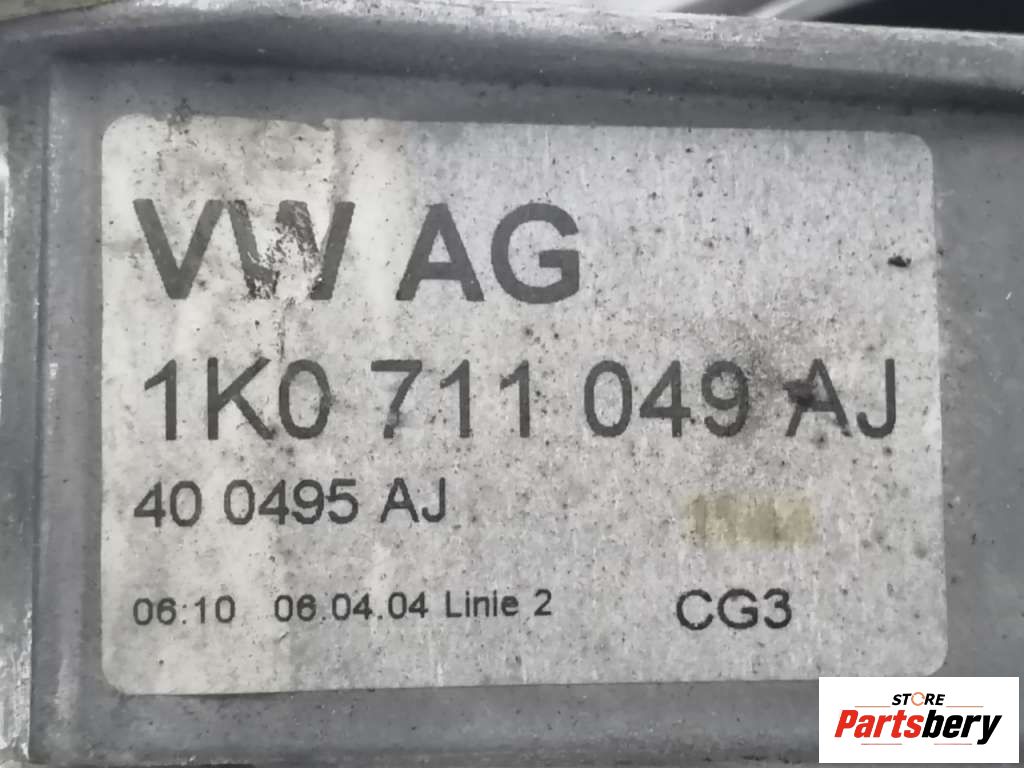 VW AG
1K0 711 049 AJ
40 0495 AJ
06:10 06.04.04 Linie 2
CG3
STORE
Partsbery